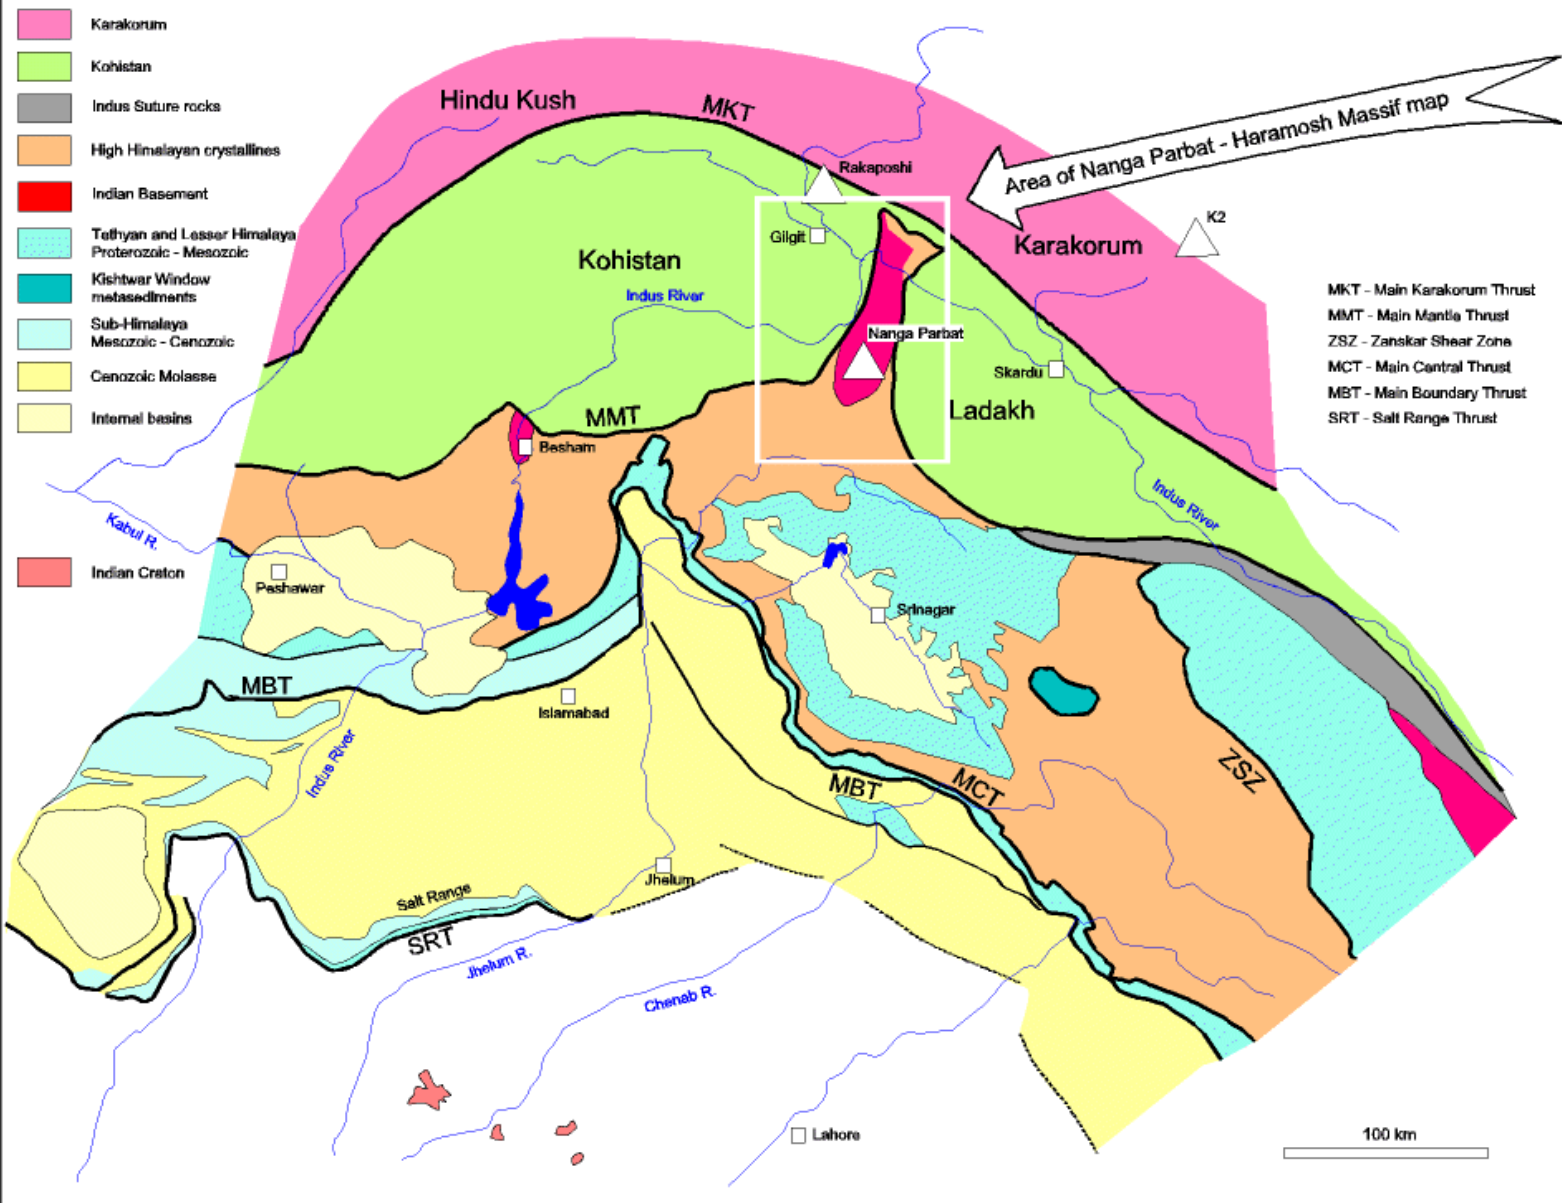 Karakorum
Kohistan
Indus Suture rocks
High Himalayan crystallines
Indian Basement
Tethyan and Lesser Himalaya
Proterozoic - Mesozoic
Kishtwar Window
metasediments
Sub-Himalaya
Mesozoic - Cenozoic
Cenozoic Molasse
Internal basins
Indian Craton
Hindu Kush
MKT
Rakaposhi
Area of Nanga Parbat - Haramosh Massif map
K2
Karakorum
Gilgit
Kohistan
Indus River
Nanga Parbat
Skardu
Ladakh
MMT
Besham
MKT - Main Karakorum Thrust
MMT - Main Mantle Thrust
ZSZ - Zanskar Shear Zone
MCT - Main Central Thrust
MBT - Main Boundary Thrust
SRT - Salt Range Thrust
Kabul R.
Indus River
Peshawar
Srinagar
MBT
Islamabad
Indus River
MBT
MCT
ZSZ
Jhelum
Salt Range
SRT
Jhelum R.
Chenab R.
Lahore
100 km